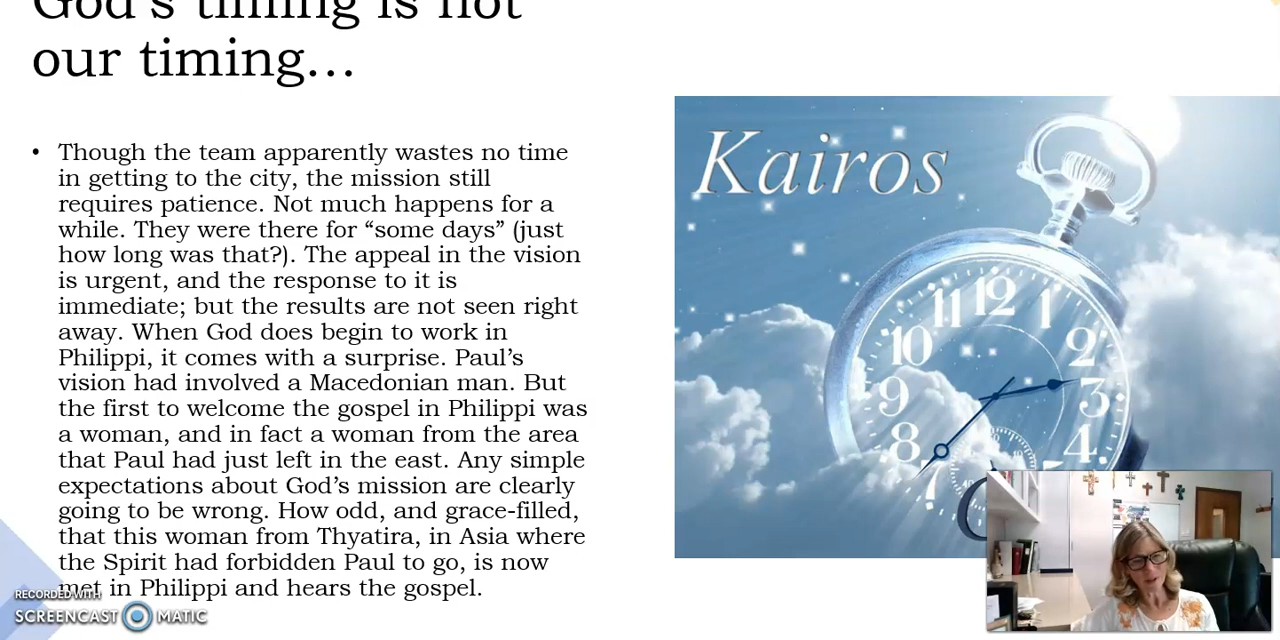 God's timing is not
our timing...
• Though the team apparently wastes no time
in getting to the city, the mission still
requires patience. Not much happens for a
while. They were there for “some days” (just
how long was that?). The appeal in the vision
is urgent, and the response to it is
immediate; but the results are not seen right
away. When God does begin to work in
Philippi, it comes with a surprise. Paul’s
vision had involved a Macedonian man. But
the first to welcome the gospel in Philippi was
a woman, and in fact a woman from the area
that Paul had just left in the east. Any simple
expectations about God’s mission are clearly
going to be wrong. How odd, and grace-filled,
that this woman from Thyatira, in Asia where
the Spirit had forbidden Paul to go, is now
met in Philippi and hears the gospel.
Kairos
11 12 1
10 2
9 3
8 4
7
RECORDED WITH
SCREENCAST MATIC